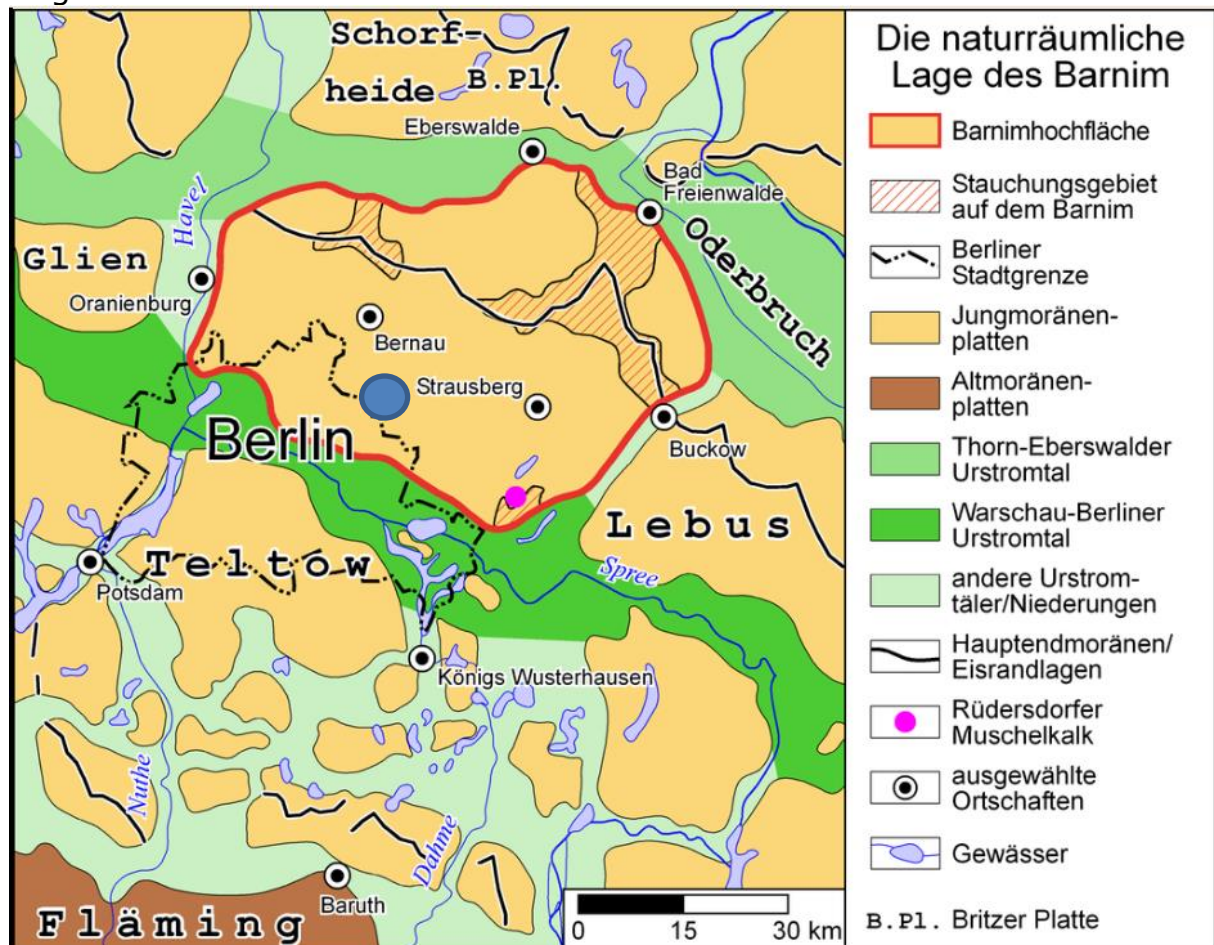 Schorf-
heide
B.Pl.
Eberswalde
Bad
Freienwalde
Havel
Glien
Oranienburg
Oderbruch
Bernau
Strausberg
Berlin
Buckow
Lebus
Teltow
Potsdam
Spree
Königs Wusterhausen
Nuthe
Dahme
Baruth
Fläming
0 15 30 km
Die naturräumliche
Lage des Barnim
Barnimhochfläche
Stauchungsgebiet
auf dem Barnim
Berliner
Stadtgrenze
Jungmoränen-
platten
Altmoränen-
platten
Thorn-Eberswalder
Urstromtal
Warschau-Berliner
Urstromtal
andere Urstrom-
täler/Niederungen
Hauptendmoränen/
Eisrandlagen
Rüdersdorfer
Muschelkalk
ausgewählte
Ortschaften
Gewässer
B.Pl. Britzer Platte